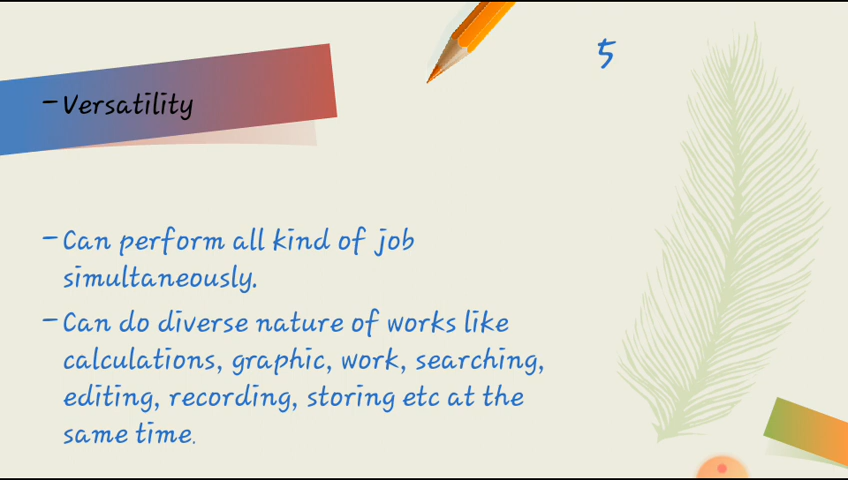 5
– Versatility
– Can perform all kind of job
simultaneously.
– Can do diverse nature of works like
calculations, graphic, work, searching,
editing, recording, storing etc at the
same time.